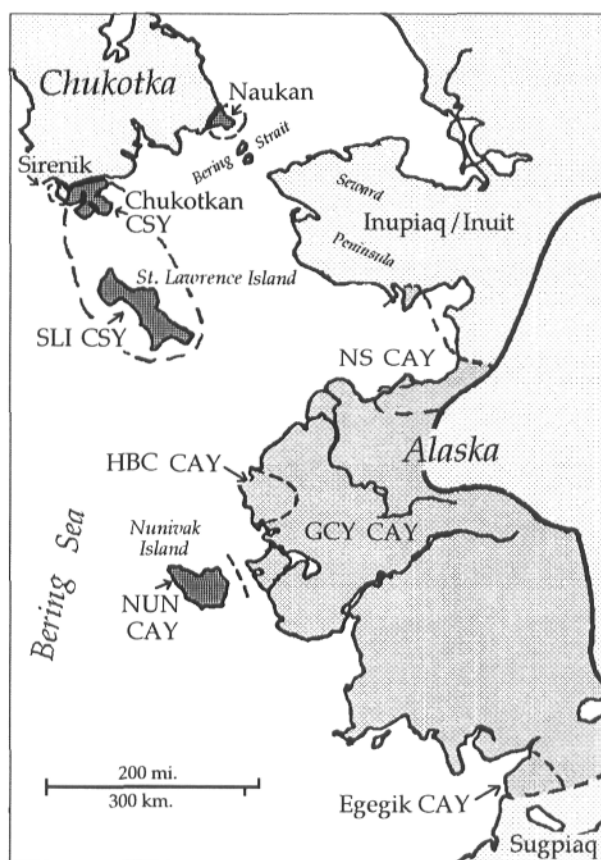 Chukotka
Naukan
Bering
Strait
Sirenik
Chukotkan
CSY
Seward
Inupiaq / Inuit
Peninsula
St. Lawrence Island
SLI CSY
NS CAY
Alaska
HBC CAY
GCY CAY
Nunivak
Island
NUN
CAY
Bering Sea
200 mi.
300 km.
Egegik CAY
Sugpiaq